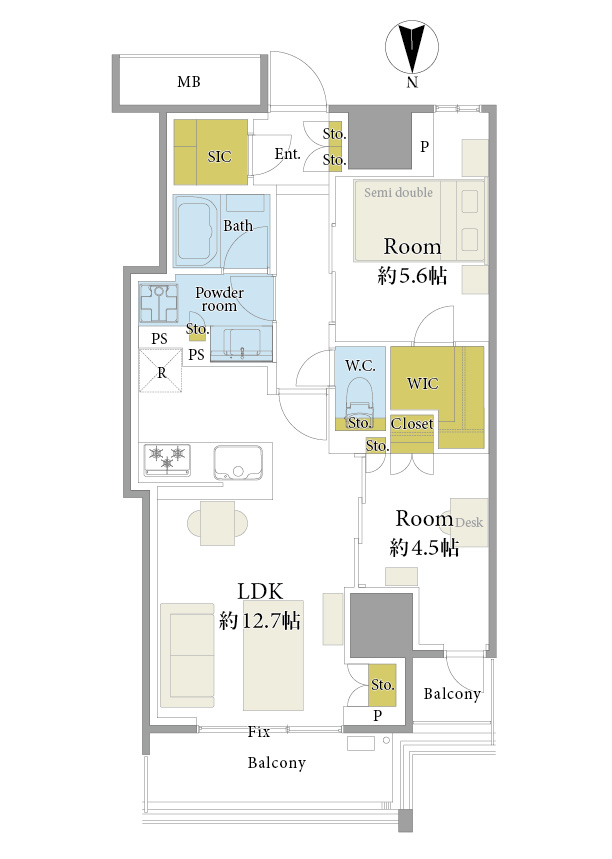 N
MB
Sto.
SIC
Ent.
Sto.
P
Semi double
Bath
Room
約5.6帖
Powder
room
Sto.
PS
PS
R
W.C.
WIC
Sto.
Closet
Sto.
Room
Desk
約4.5帖
LDK
約12.7帖
Sto.
Balcony
P
Fix
Balcony